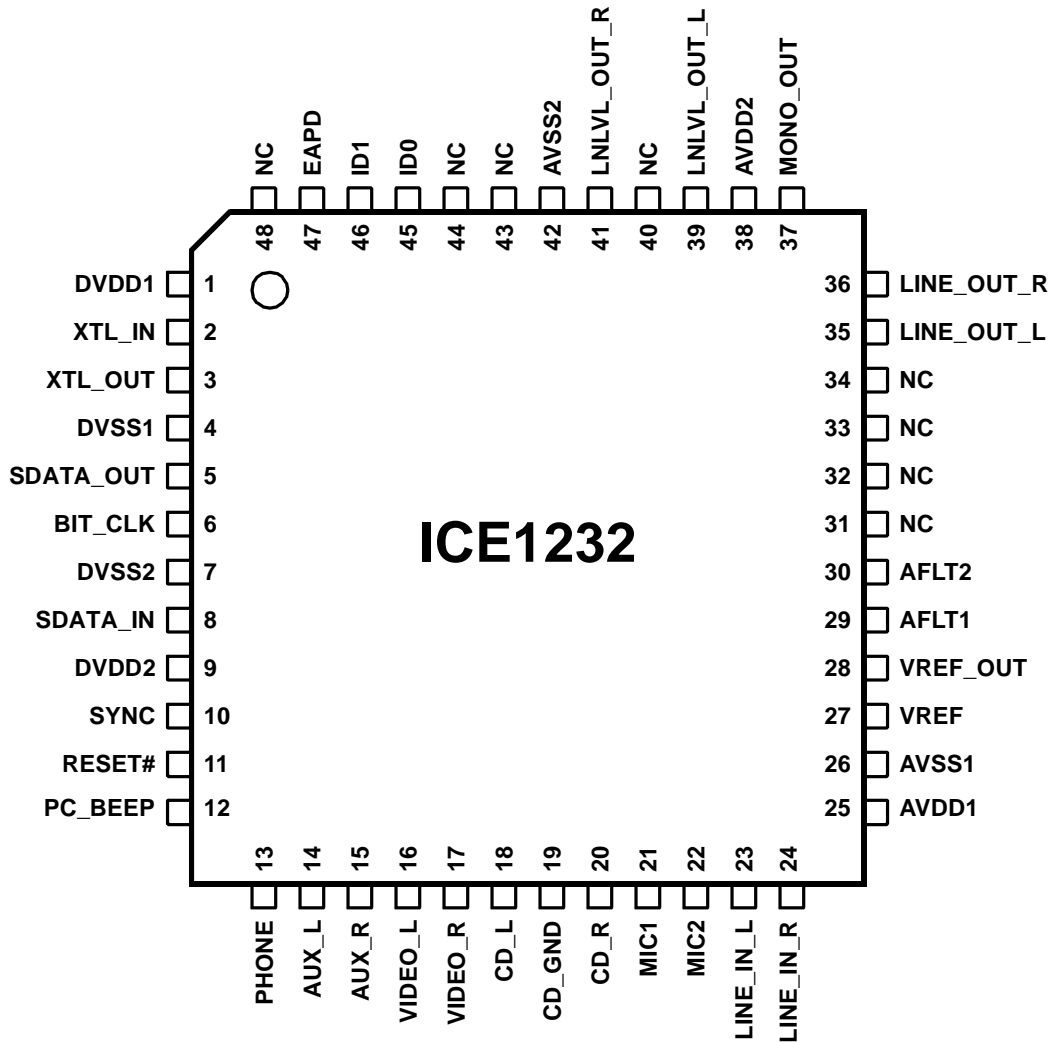 NC
EAPD
ID1
ID0
NC
NC
AVSS2
LNLVL_OUT_R
NC
LNLVL_OUT_L
AVDD2
MONO_OUT
48
47
46
45
44
43
42
41
40
39
38
37
DVDD1 1
XTL_IN 2
XTL_OUT 3
DVSS1 4
SDATA_OUT 5
BIT_CLK 6
DVSS2 7
SDATA_IN 8
DVDD2 9
SYNC 10
RESET# 11
PC_BEEP 12
ICE1232
36 LINE_OUT_R
35 LINE_OUT_L
34 NC
33 NC
32 NC
31 NC
30 AFLT2
29 AFLT1
28 VREF_OUT
27 VREF
26 AVSS1
25 AVDD1
13
14
15
16
17
18
19
20
21
22
23
24
PHONE
AUX_L
AUX_R
VIDEO_L
VIDEO_R
CD_L
CD_GND
CD_R
MIC1
MIC2
LINE_IN_L
LINE_IN_R